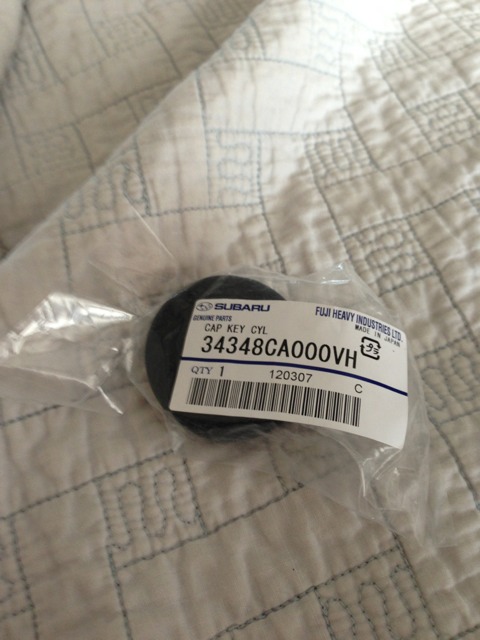 SUBARU
FUJI HEAVY INDUSTRIES LTD.
GENUINE PARTS
MADE IN JAPAN
CAP KEY CYL
34348CA000VH
QTY 1
120307
C